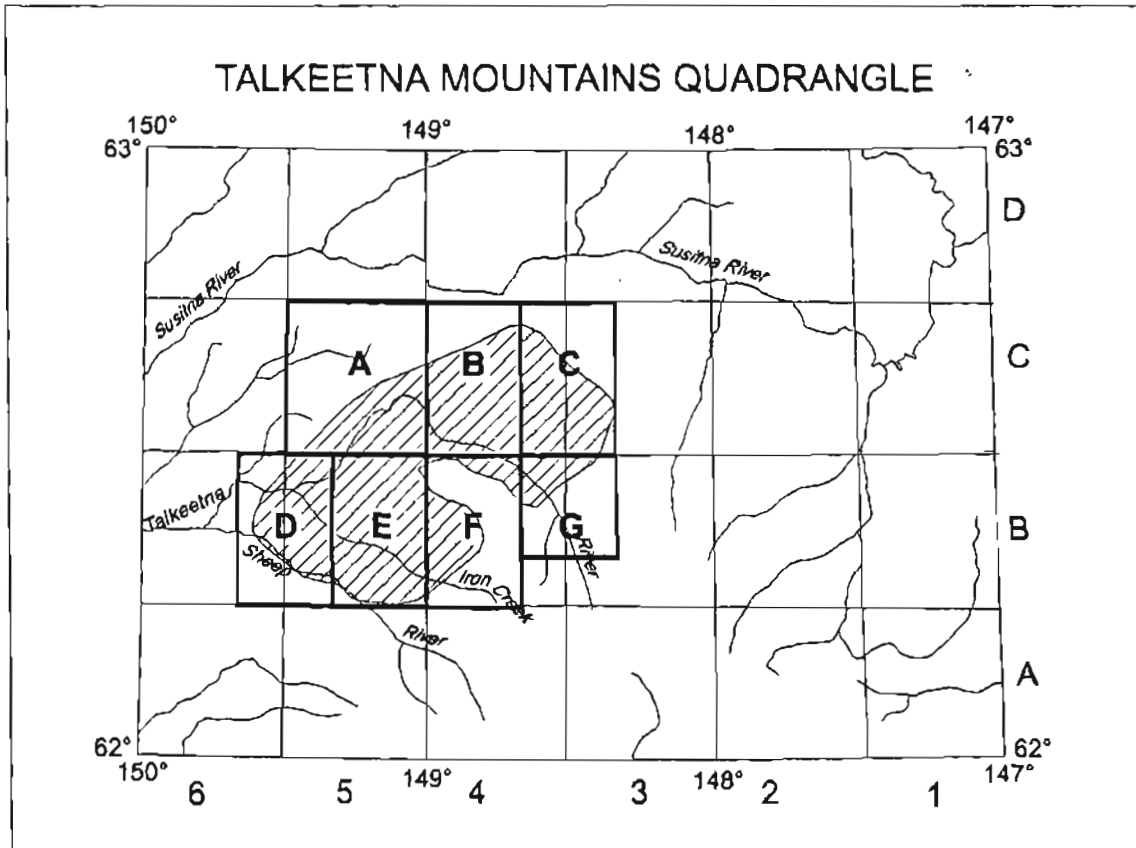 TALKEETNA MOUNTAINS QUADRANGLE
150° 149° 148° 147°
63° 63°
D
Susitna River
Susitna River
A B C C
Talkeetna
D E F G B
Sheep
Iron Creek
River
River
A
62° 62°
150° 149° 148° 147°
6 5 4 3 2 1